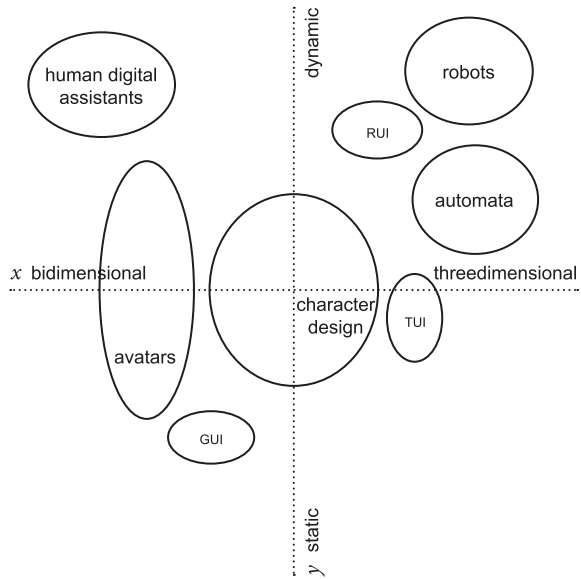 dynamic
human digital
assistants
robots
RUI
automata
x bidimensional
threedimensional
character
design
TUI
avatars
GUI
y static